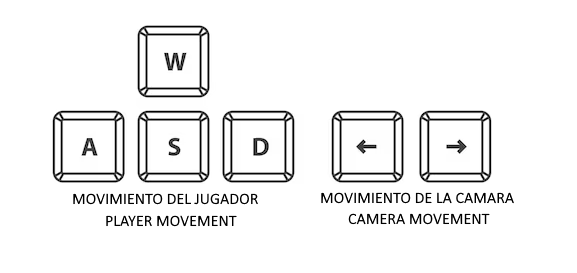 W
A S D ← →
MOVIMIENTO DEL JUGADOR
PLAYER MOVEMENT
MOVIMIENTO DE LA CAMARA
CAMERA MOVEMENT